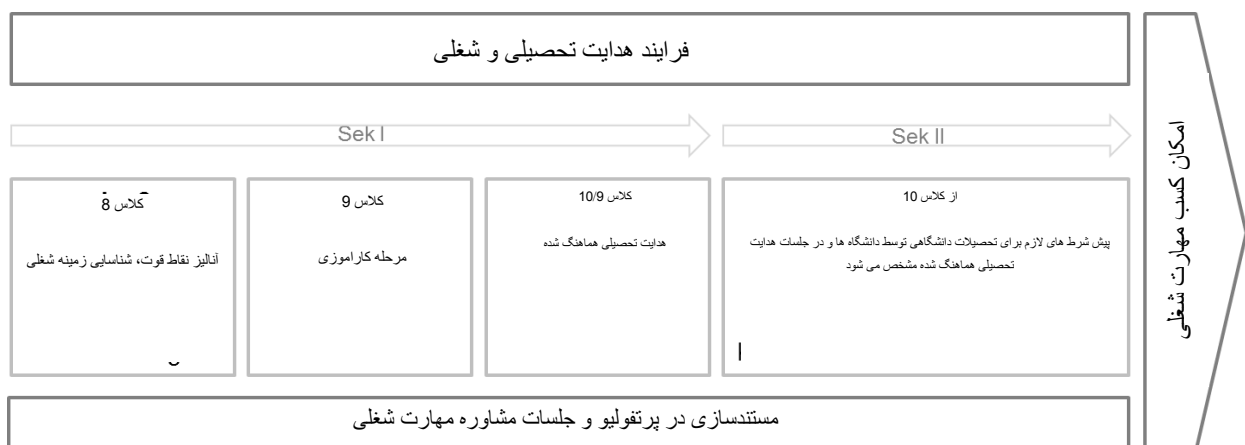 فرایند هدایت تحصیلی و شغلی
Sek I
Sek II
کلاس 8
آنالیز نقاط قوت، شناسایی زمینه شغلی
کلاس 9
مرحله کاراموزی
کلاس 10/9
هدایت تحصیلی هماهنگ شده
از کلاس 10
پیش شرط های لازم برای تحصیلات دانشگاهی توسط دانشگاه ها و در جلسات هدایت
تحصیلی هماهنگ شده مشخص می شود
مستندسازی در پرتفولیو و جلسات مشاوره مهارت شغلی
امکان کسب مهارت شغلی